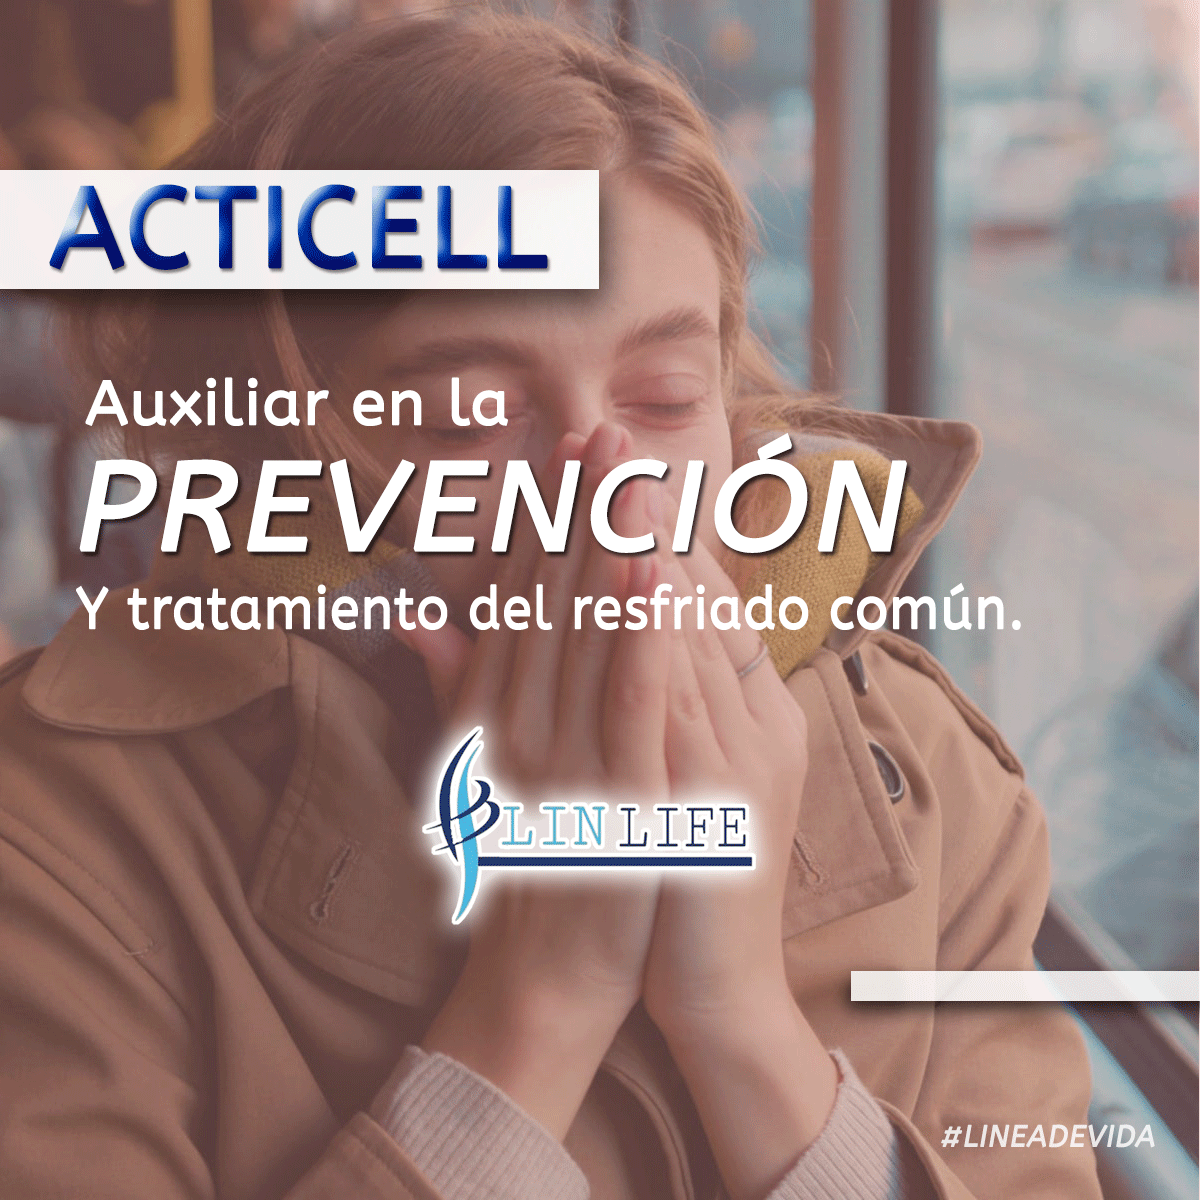 ACTICELL
Auxiliar en la
PREVENCIÓN
Y tratamiento del resfriado común.
LIN LIFE
#LINEADEVIDA